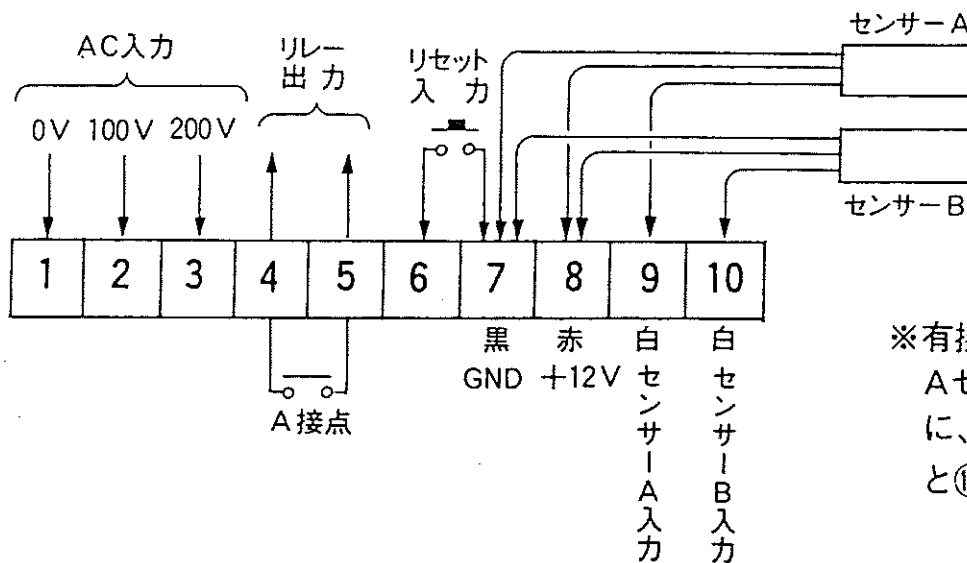 AC入力
リレー
出力
リセット
入力
センサーA
センサーB
0V 100V 200V
1 2 3 4 5 6 7 8 9 10
黒 赤 白 白
GND +12V
センサーA入力
センサーB入力
A接点
※有接
Aセ
に、
と